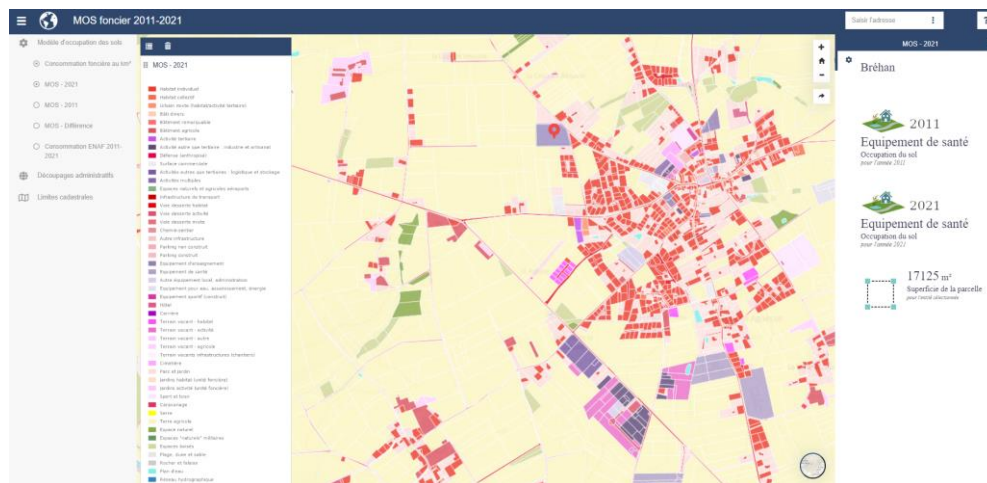 MOS foncier 2011-2021
Saisir l'adresse
?
Modèle d'occupation des sols
Consommation foncière au nm²
MOS - 2021
MOS - 2011
MOS - Différence
Consommation ENAF 2011-
2021
Découpages administratifs
Limites cadastrales
MOS - 2021
Habitat individuel
Habitat collectif
Urbain mixte (habitat/activité tertiaire)
Bâti divers
Bâtiment remarquable
Bâtiment agricole
Activité tertiaire
Activité autre que tertiaire : industrie et artisanat
Défense (anthropisé)
Surface commerciale
Activités autres que tertiaires : logistique et stockage
Activités multiples
Espaces naturels et agricoles aéroports
Infrastructure de transport
Voie desserte habitat
Voie desserte activité
Voie desserte mixte
Chemin/sentier
Autre infrastructure
Parking non construit
Parking construit
Equipement d'enseignement
Equipement de santé
Autre équipement local, administration
Equipement pour eau, assainissement, énergie
Equipement sportif (construit)
Hôtel
Carrière
Terrain vacant - habitat
Terrain vacant - activité
Terrain vacant - autre
Terrain vacant - agricole
Terrain vacants infrastructures (chantiers)
Cimetière
Parc et jardin
Jardins habitat (unité foncière)
Jardins activité (unité foncière)
Sport et loisir
Caravanage
Serre
Terre agricole
Espace naturel
Espaces "naturels" militaires
Espaces boisés
Plage, dune et sable
Rocher et falaise
Plan d'eau
Réseau hydrographique
MOS - 2021
Bréhan
2011
Equipement de santé
Occupation du sol
pour l'année 2011
2021
Equipement de santé
Occupation du sol
pour l'année 2021
17125 m²
Superficie de la parcelle
pour l'entité sélectionnée